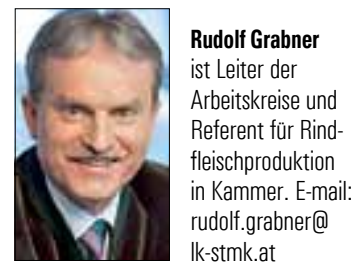 Rudolf Grabner
ist Leiter der
Arbeitskreise und
Referent für Rind-
fleischproduktion
in Kammer. E-mail:
rudolf.grabner@
lk-stmk.at